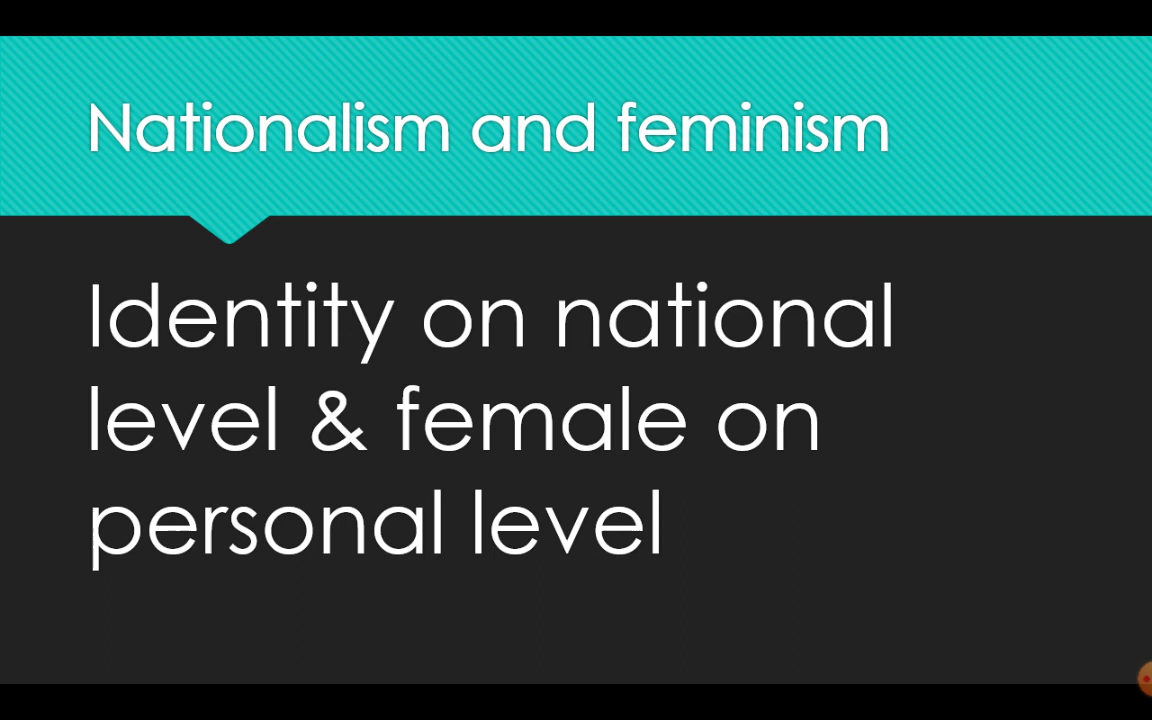 Nationalism and feminism
Identity on national
level & female on
personal level